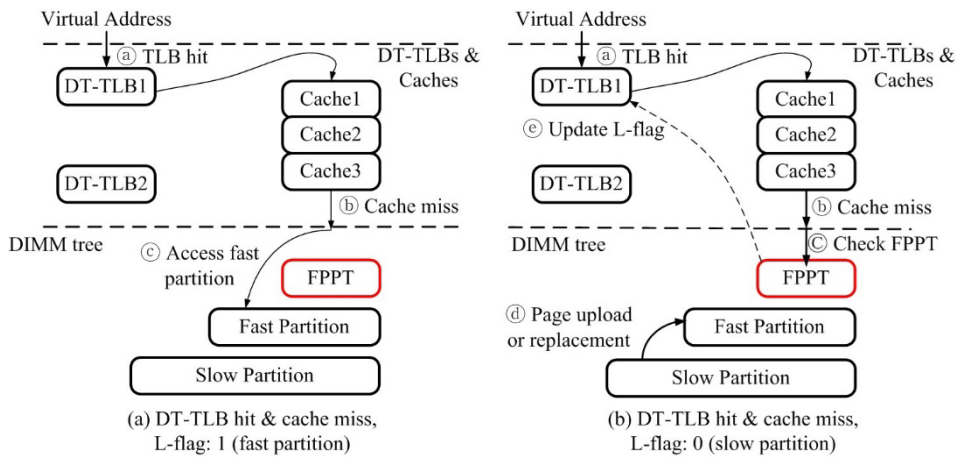 Virtual Address
ⓐ TLB hit
DT-TLB1
DT-TLB2
Cache1
Cache2
Cache3
ⓑ Cache miss
DIMM tree
ⓒ Access fast
partition
FPPT
Fast Partition
Slow Partition
(a) DT-TLB hit & cache miss,
L-flag: 1 (fast partition)
Virtual Address
ⓐ TLB hit
DT-TLBs &
Caches
DT-TLB1
ⓔ Update L-flag
DT-TLB2
Cache1
Cache2
Cache3
ⓑ Cache miss
DIMM tree
Ⓒ Check FPPT
FPPT
ⓓ Page upload
or replacement
Fast Partition
Slow Partition
(b) DT-TLB hit & cache miss,
L-flag: 0 (slow partition)
DT-TLBs &
Caches